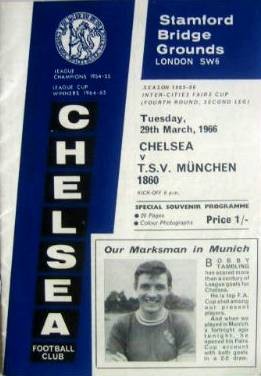 Stamford
Bridge
Grounds
LONDON SW6
LEAGUE
CHAMPIONS 1954-55
LEAGUE CUP
WINNERS 1964-65
SEASON 1965-66
INTER-CITIES FAIRS CUP
(FOURTH ROUND, SECOND LEG)
Tuesday,
29th March, 1966
CHELSEA
v
T.S.V. MÜNCHEN
1860
KICK-OFF
SPECIAL SOUVENIR PROGRAMME
● Pages
● Colour Photographs
Price 1/-
CHELSEA
FOOTBALL
CLUB
Our Marksman in Munich
BOBBY
TAMBLING
has scored more
than a century of
League goals for
Chelsea.
He is top F.A.
Cup shot among
our present
players.
And when we
played in Munich
a fortnight ago
tonight, he
opened his Fairs
Cup account
with both goals
in a 2-2 draw.